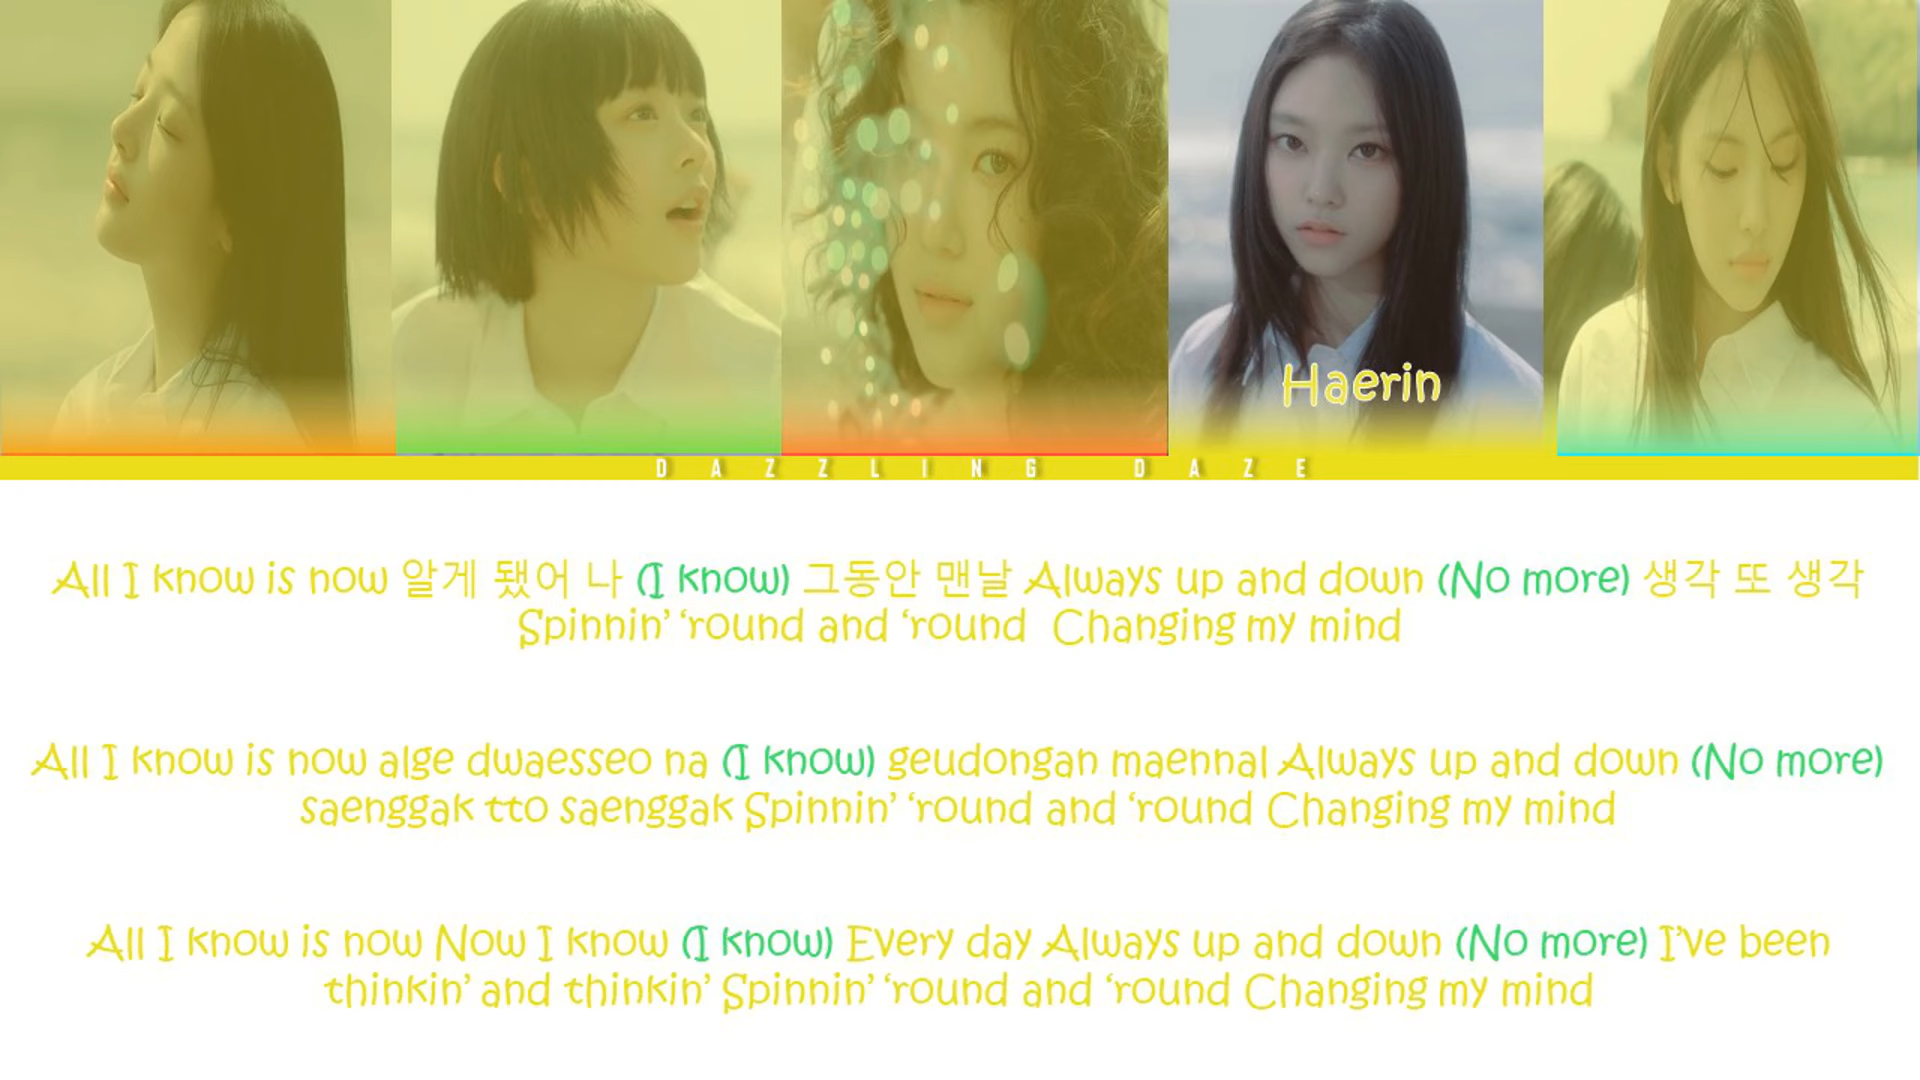 Haerin
DAZZLING DAZE
All I know is now 알게 됐어 나 (I know) 그동안 맨날 Always up and down (No more) 생각 또 생각
Spinnin’ ‘round and ‘round  Changing my mind
All I know is now alge dwaesseo na (I know) geudongan maennal Always up and down (No more)
saenggak tto saenggak Spinnin’ ‘round and ‘round Changing my mind
All I know is now Now I know (I know) Every day Always up and down (No more) I’ve been
thinkin’ and thinkin’ Spinnin’ ‘round and ‘round Changing my mind